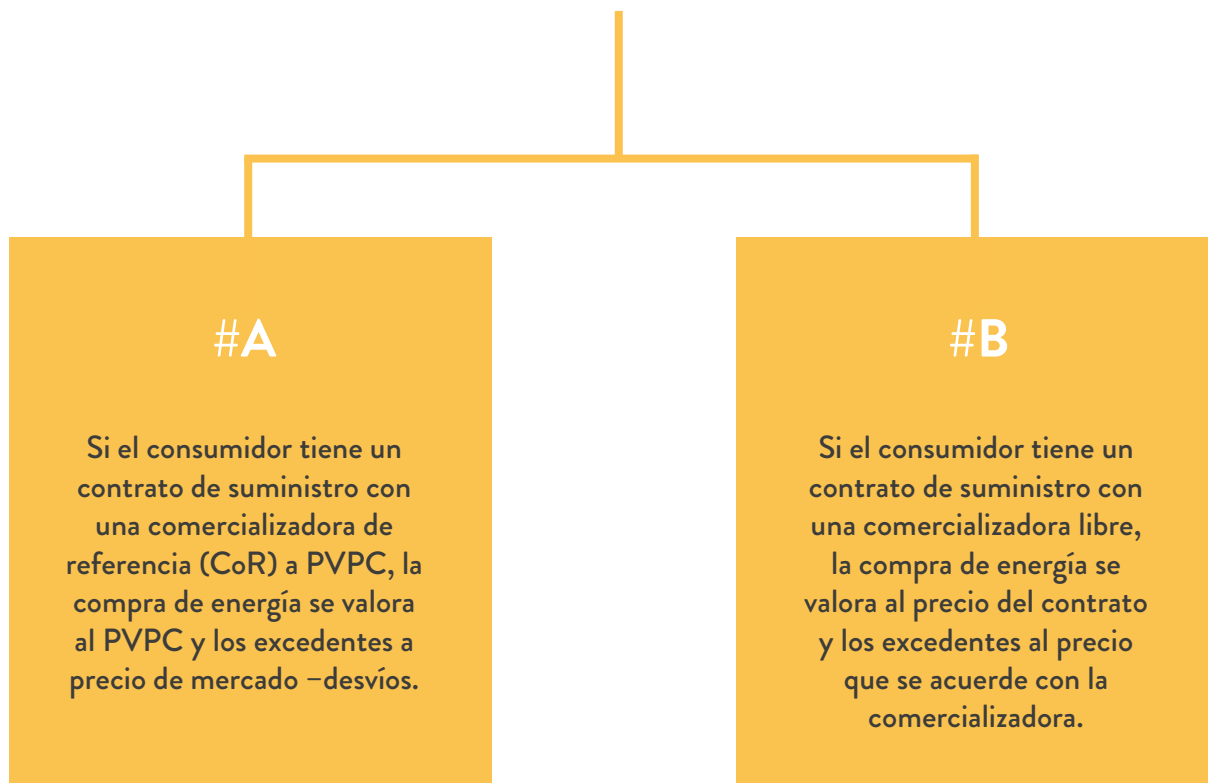 #A
Si el consumidor tiene un
contrato de suministro con
una comercializadora de
referencia (CoR) a PVPC, la
compra de energía se valora
al PVPC y los excedentes a
precio de mercado –desvíos.
#B
Si el consumidor tiene un
contrato de suministro con
una comercializadora libre,
la compra de energía se
valora al precio del contrato
y los excedentes al precio
que se acuerde con la
comercializadora.